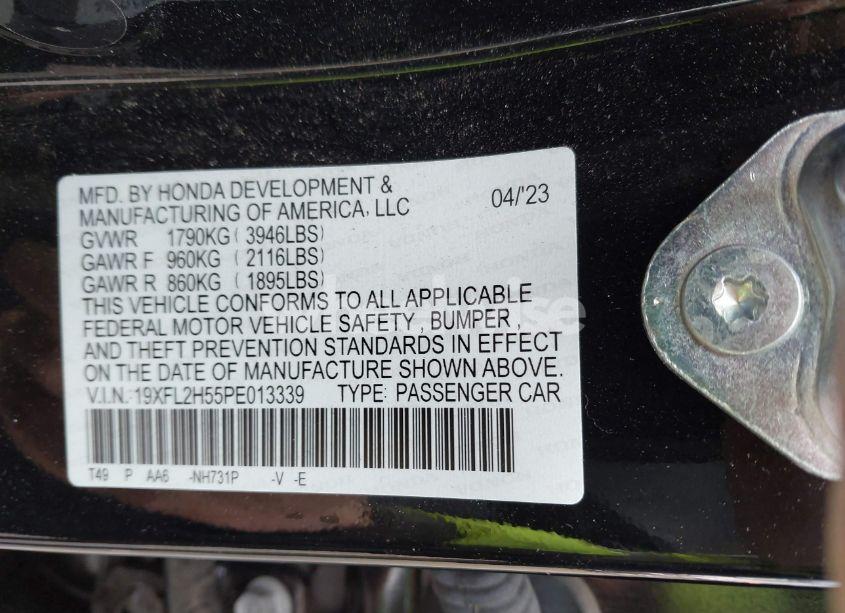 MFD. BY HONDA DEVELOPMENT &
MANUFACTURING OF AMERICA, LLC 04/'23
GVWR 1790KG ( 3946LBS)
GAWR F 960KG ( 2116LBS)
GAWR R 860KG ( 1895LBS)
THIS VEHICLE CONFORMS TO ALL APPLICABLE
FEDERAL MOTOR VEHICLE SAFETY , BUMPER ,
AND THEFT PREVENTION STANDARDS IN EFFECT
ON THE DATE OF MANUFACTURE SHOWN ABOVE.
V.I.N.:19XFL2H55PE013339 TYPE: PASSENGER CAR
T49 P AA6 -NH731P -V -E